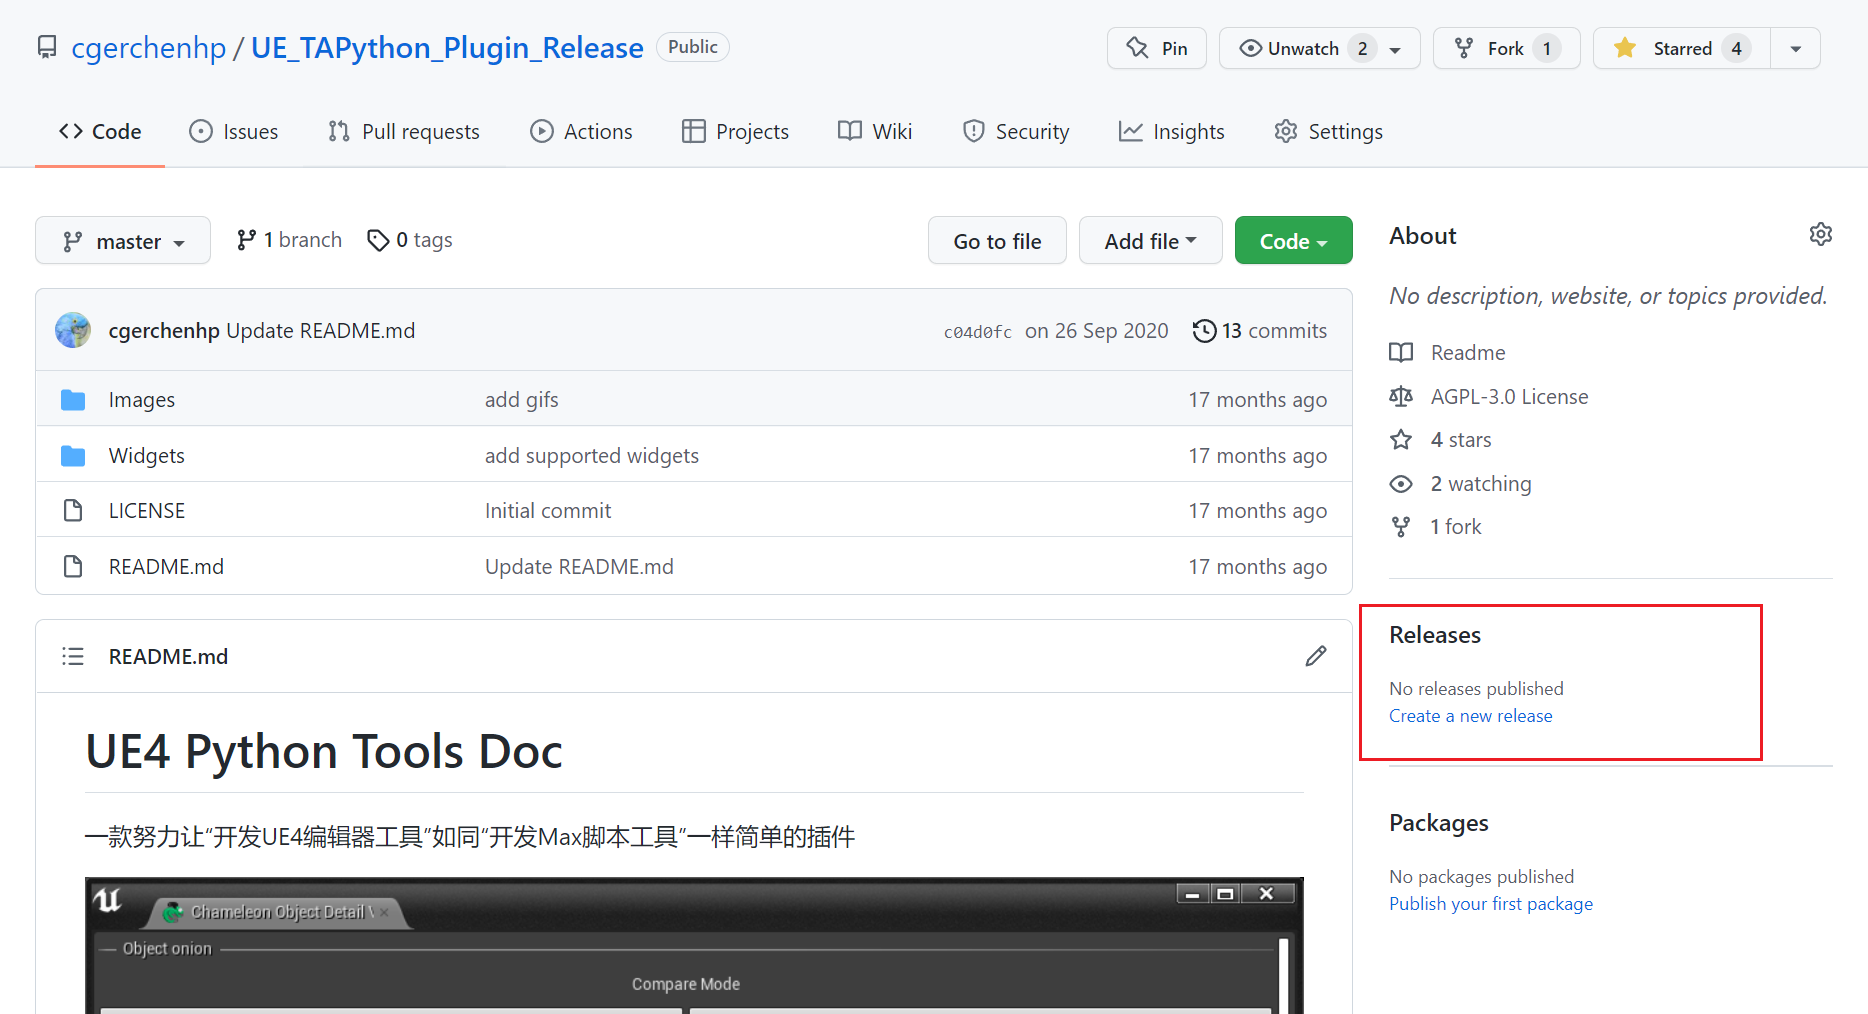 cgerchenhp / UE_TAPython_Plugin_Release Public
Pin Unwatch 2 Fork 1 Starred 4
Code Issues Pull requests Actions Projects Wiki Security Insights Settings
master 1 branch 0 tags Go to file Add file Code
cgerchenhp Update README.md c04d0fc on 26 Sep 2020 13 commits
Images add gifs 17 months ago
Widgets add supported widgets 17 months ago
LICENSE Initial commit 17 months ago
README.md Update README.md 17 months ago
README.md
UE4 Python Tools Doc
一款努力让“开发UE4编辑器工具”如同“开发Max脚本工具”一样简单的插件
Chameleon Object Detail
Object onion
Compare Mode
About
No description, website, or topics provided.
Readme
AGPL-3.0 License
4 stars
2 watching
1 fork
Releases
No releases published
Create a new release
Packages
No packages published
Publish your first package